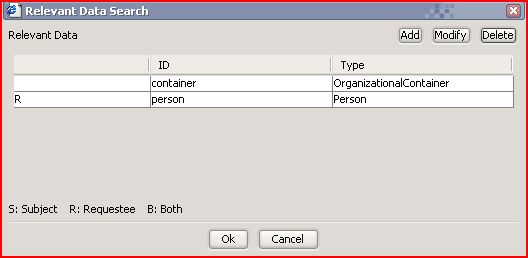 Relevant Data Search
Relevant Data Add Modify Delete
ID Type
container OrganizationalContainer
R person Person
S: Subject R: Requestee B: Both
Ok Cancel